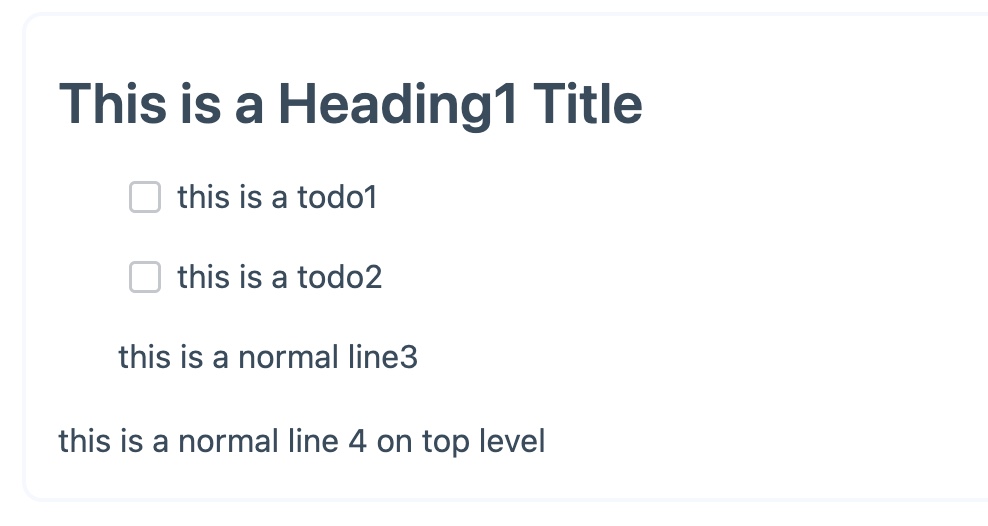 This is a Heading1 Title
this is a todo1
this is a todo2
this is a normal line3
this is a normal line 4 on top level